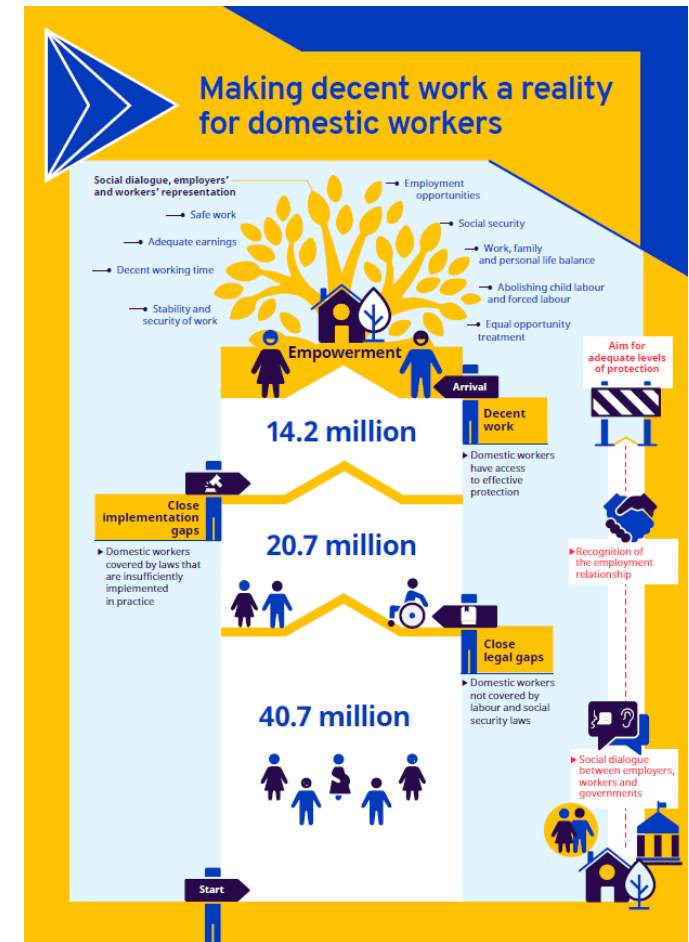 Making decent work a reality
for domestic workers
Social dialogue, employers’
and workers’ representation
Safe work
Adequate earnings
Decent working time
Stability and
security of work
Employment
opportunities
Social security
Work, family
and personal life balance
Abolishing child labour
and forced labour
Equal opportunity
treatment
Empowerment
Arrival
14.2 million
Decent
work
Domestic workers
have access
to effective
protection
Close
implementation
gaps
Domestic workers
covered by laws that
are insufficiently
implemented
in practice
20.7 million
Close
legal gaps
Domestic workers
not covered by
labour and social
security laws
40.7 million
Start
Aim for
adequate levels
of protection
Recognition of
the employment
relationship
Social dialogue
between employers,
workers and
governments